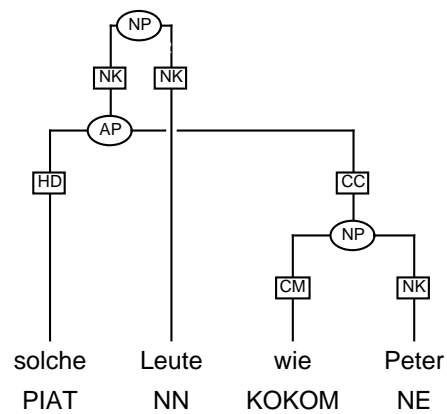 NP
NK NK
AP
HD CC
NP
CM NK
solche Leute wie Peter
PIAT NN KOKOM NE